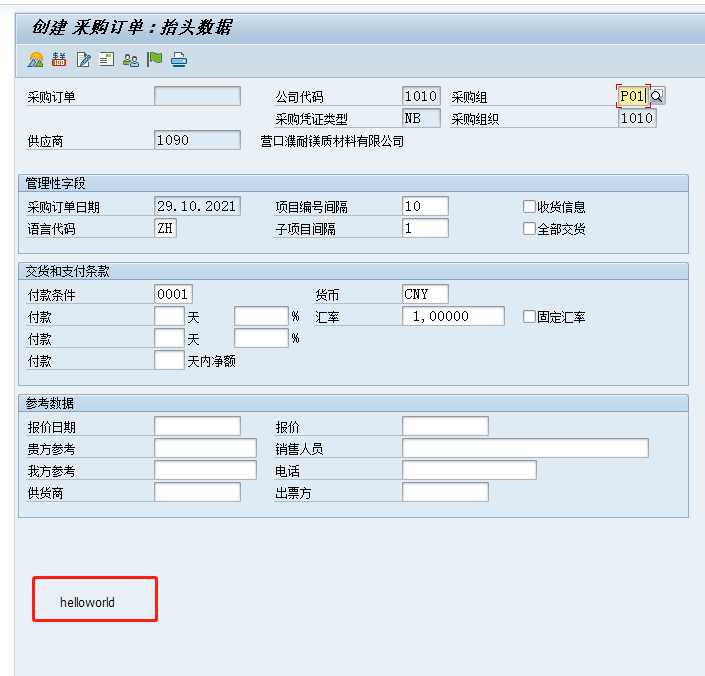 创建 采购订单：抬头数据
采购订单 公司代码 1010 采购组 P01
采购凭证类型 NB 采购组织 1010
供应商 1090 营口濮耐镁质材料有限公司
管理性字段
采购订单日期 29.10.2021 项目编号间隔 10 收货信息
语言代码 ZH 子项目间隔 1 全部交货
交货和支付条款
付款条件 0001 货币 CNY
付款 天 % 汇率 1,00000 固定汇率
付款 天 %
付款 天内净额
参考数据
报价日期 报价
贵方参考 销售人员
我方参考 电话
供货商 出票方
helloworld